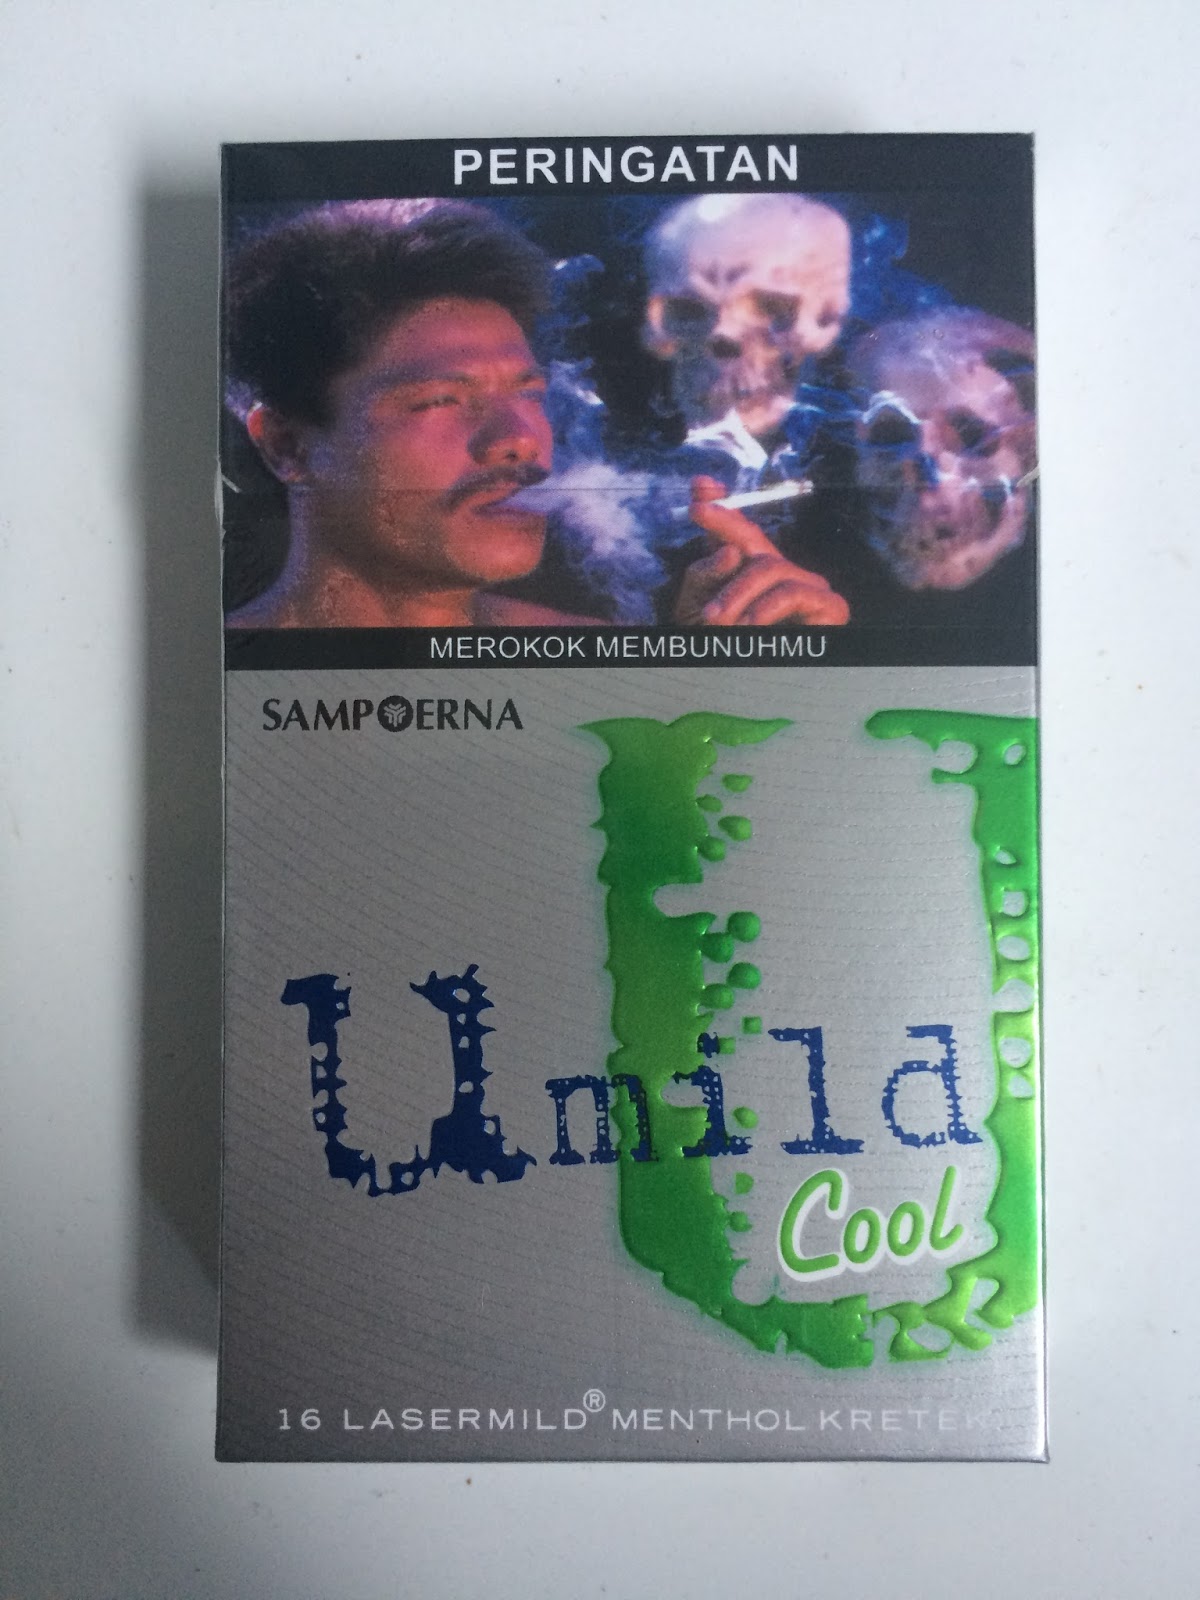 PERINGATAN
MEROKOK MEMBUNUHMU
SAMPOERNA
Umild
Cool
16 LASERMILD® MENTHOL KRETEK